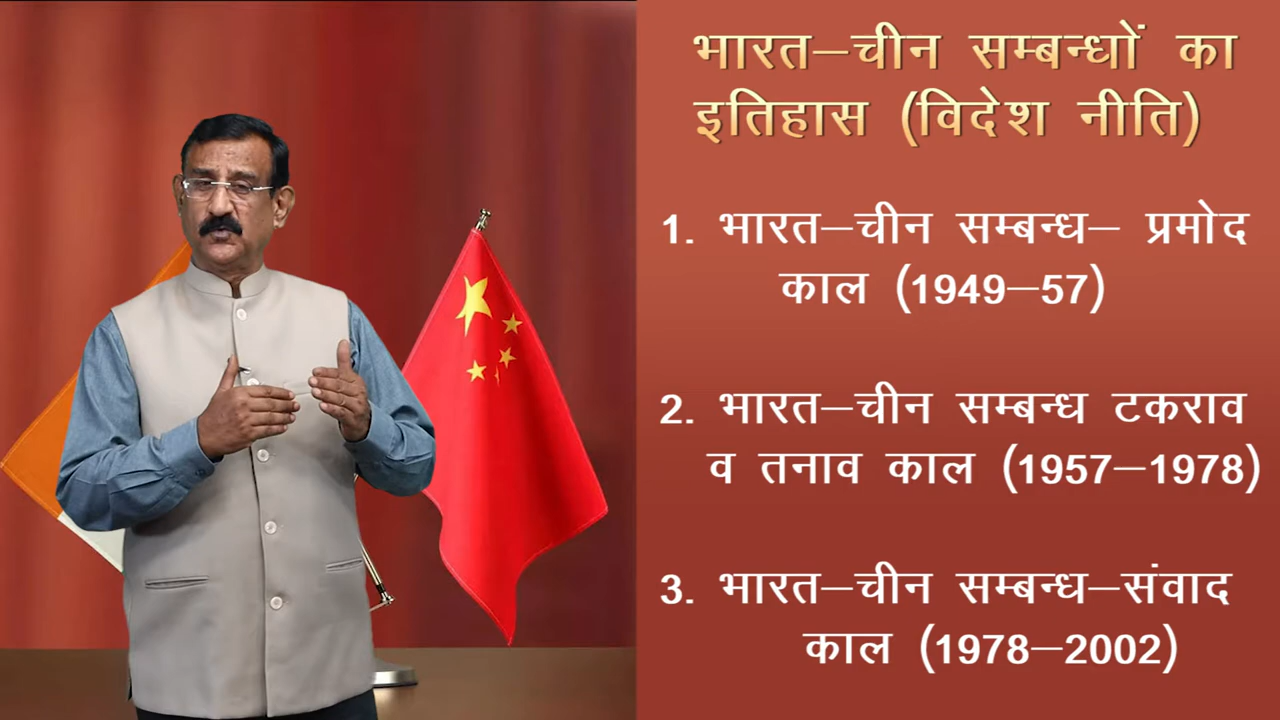 भारत–चीन सम्बन्धों का
इतिहास (विदेश नीति)
1. भारत–चीन सम्बन्ध– प्रमोद
काल (1949–57)
2. भारत–चीन सम्बन्ध टकराव
व तनाव काल (1957–1978)
3. भारत–चीन सम्बन्ध–संवाद
काल (1978–2002)